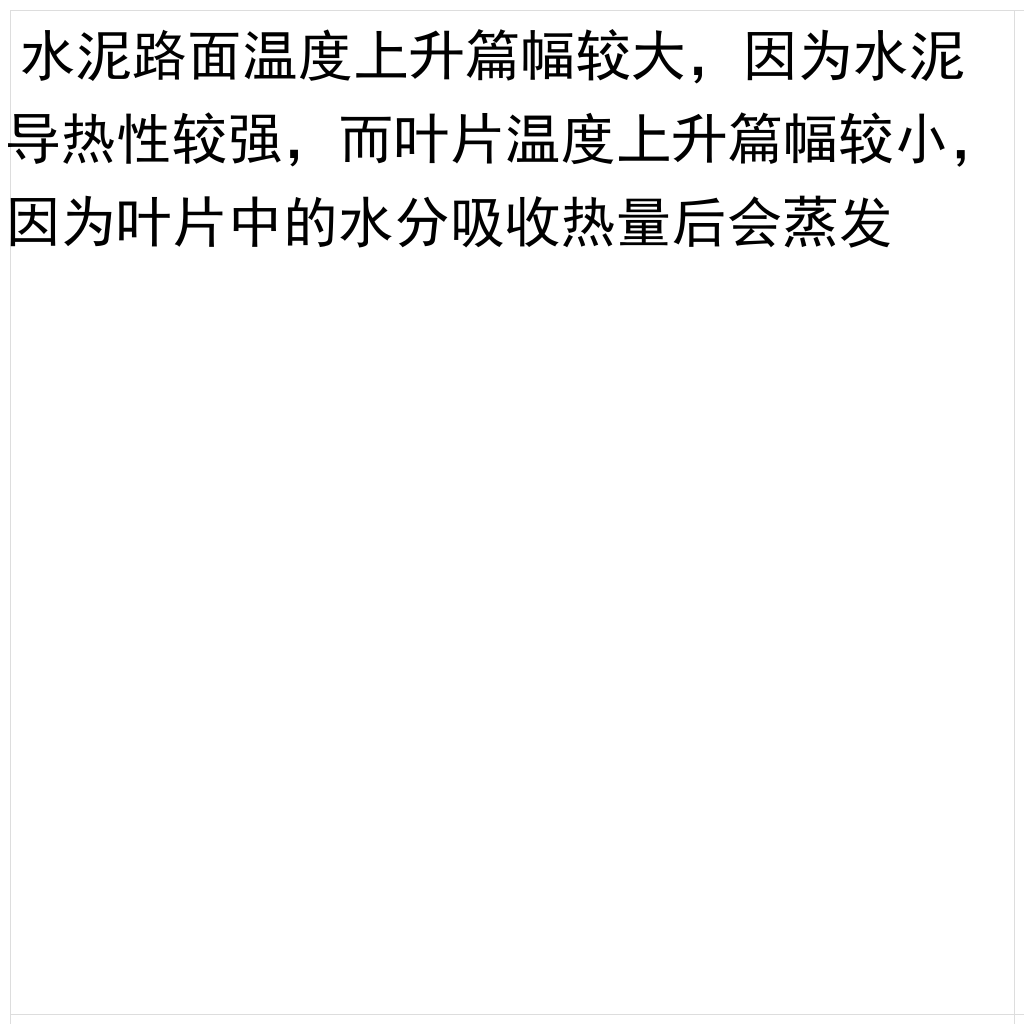 水泥路面温度上升篇幅较大，因为水泥
导热性较强，而叶片温度上升篇幅较小，
因为叶片中的水分吸收热量后会蒸发